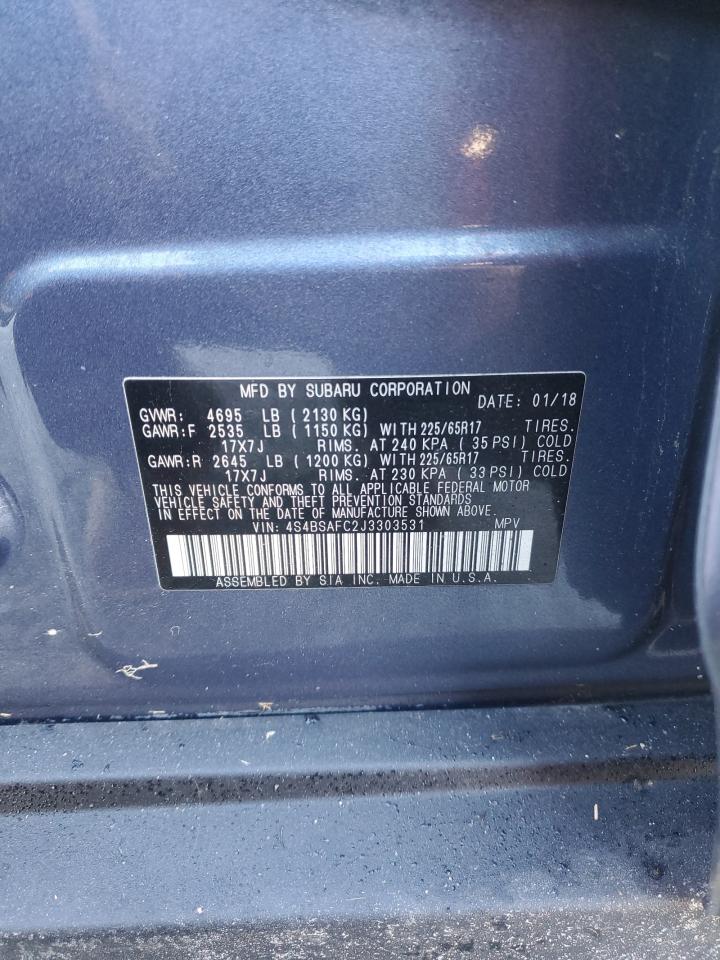 MFD BY SUBARU CORPORATION DATE: 01/18
GVWR: 4695 LB ( 2130 KG)
GAWR:F 2535 LB ( 1150 KG) WITH 225/65R17 TIRES.
17X7J RIMS. AT 240 KPA ( 35 PSI) COLD
GAWR:R 2645 LB ( 1200 KG) WITH 225/65R17 TIRES.
17X7J RIMS. AT 230 KPA ( 33 PSI) COLD
THIS VEHICLE CONFORMS TO ALL APPLICABLE FEDERAL MOTOR
VEHICLE SAFETY AND THEFT PREVENTION STANDARDS
IN EFFECT ON THE DATE OF MANUFACTURE SHOWN ABOVE.
VIN: 4S4BSAFC2J3303531 MPV
ASSEMBLED BY SIA INC. MADE IN U.S.A.